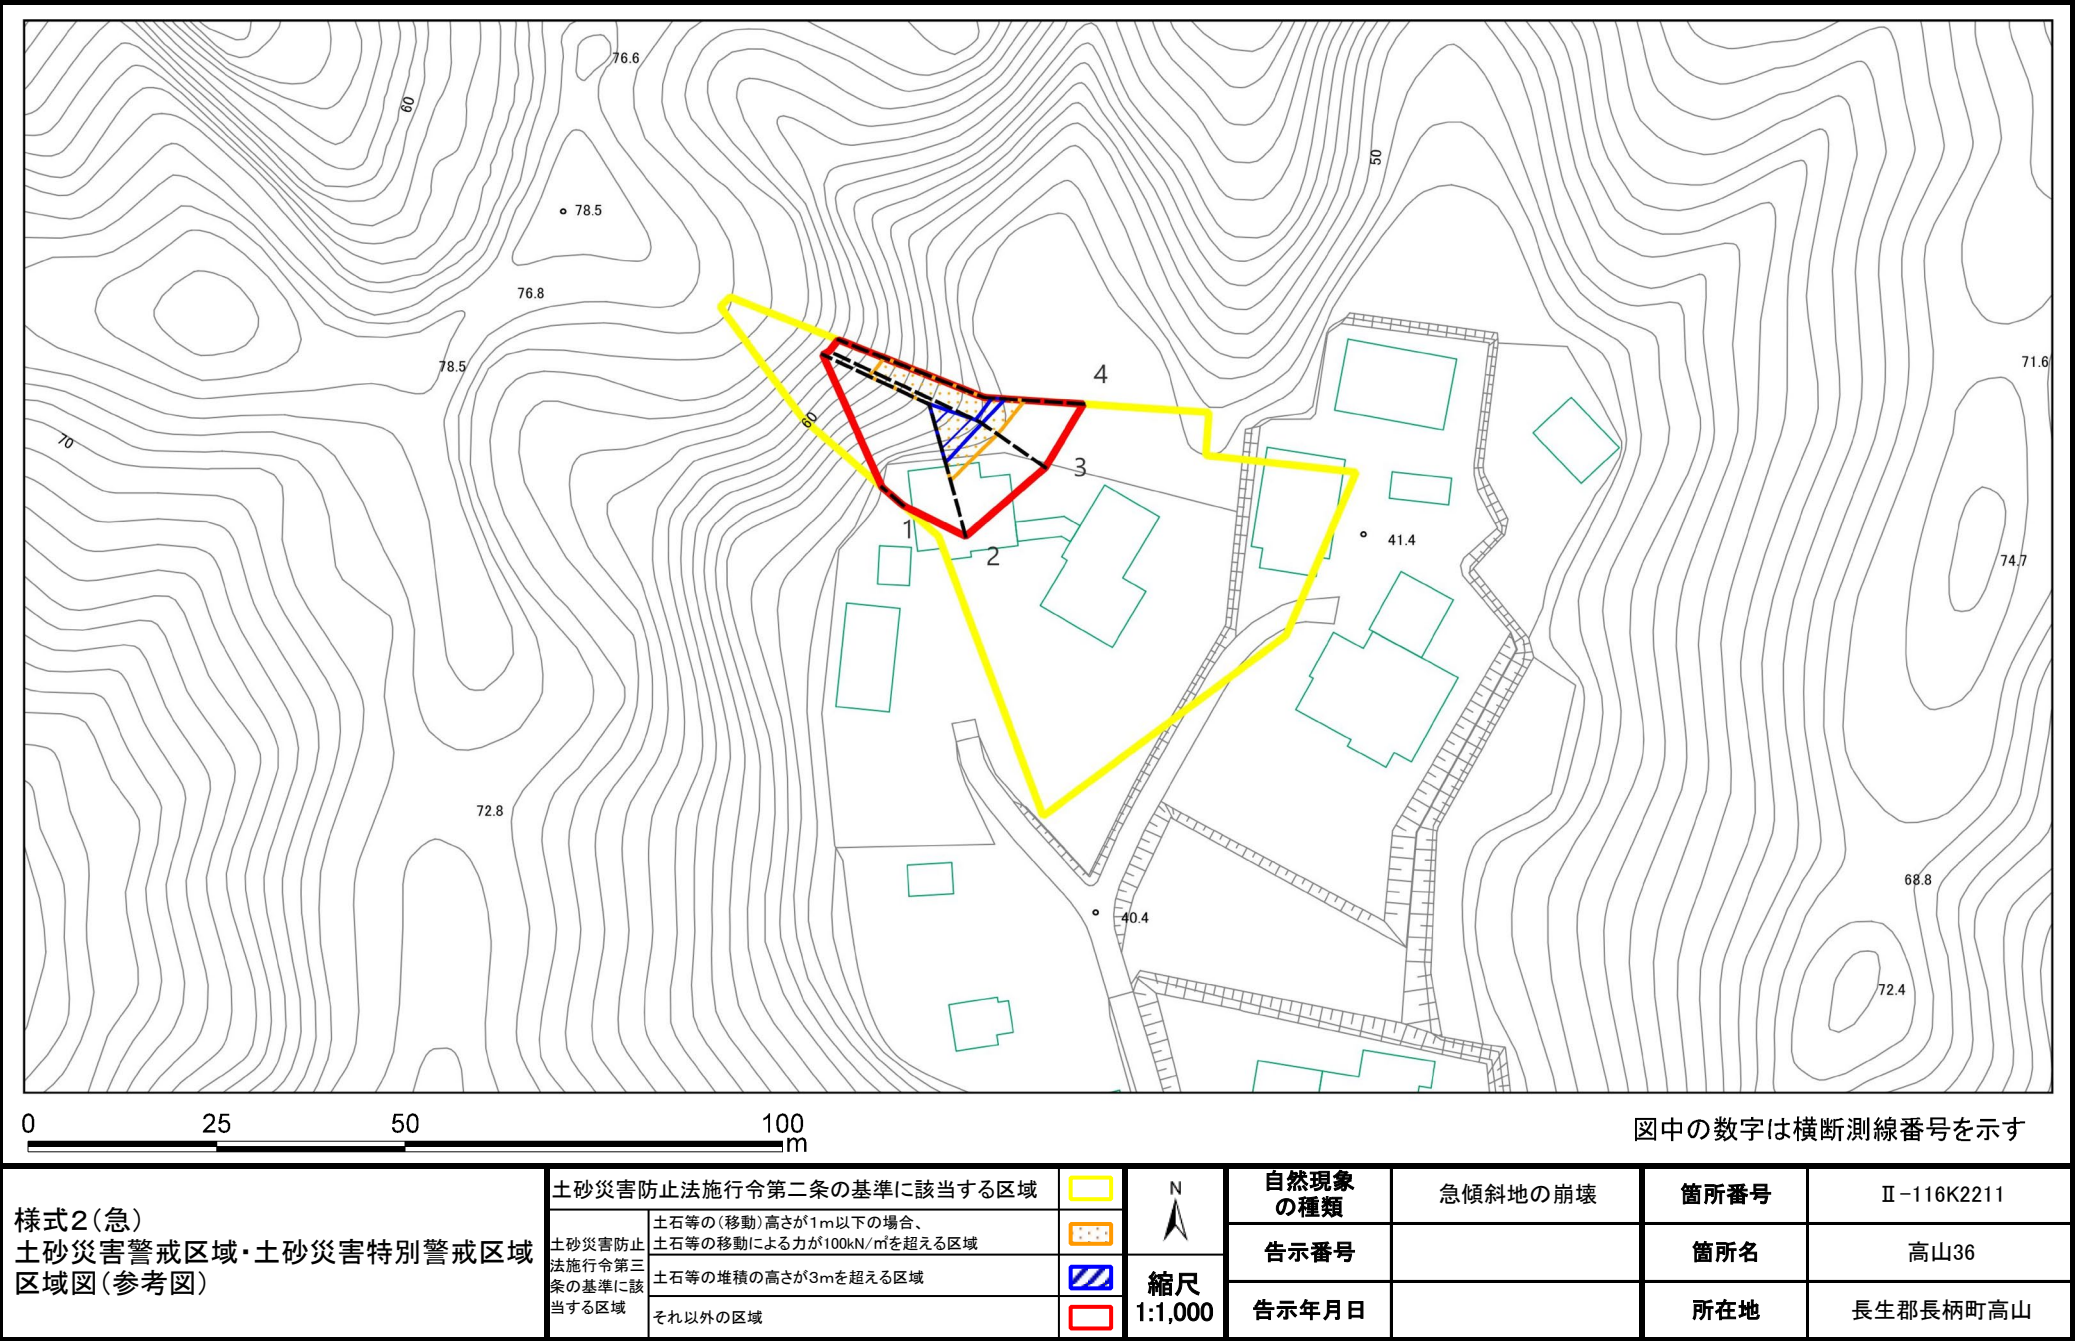 76.6
60
50
78.5
76.8
78.5
71.6
4
60
70
3
1
2
41.4
74.7
72.8
68.8
40.4
72.4
0 25 50 100
m
図中の数字は横断測線番号を示す
様式2(急)
土砂災害警戒区域・土砂災害特別警戒区域
区域図(参考図)
土砂災害防止法施行令第二条の基準に該当する区域
土砂災害防止
法施行令第三
条の基準に該
当する区域
土石等の(移動)高さが1m以下の場合、
土石等の移動による力が100kN/㎡を超える区域
土石等の堆積の高さが3mを超える区域
それ以外の区域
N
縮尺
1:1,000
自然現象
の種類
急傾斜地の崩壊
箇所番号
Ⅱ-116K2211
告示番号
箇所名
高山36
告示年月日
所在地
長生郡長柄町高山